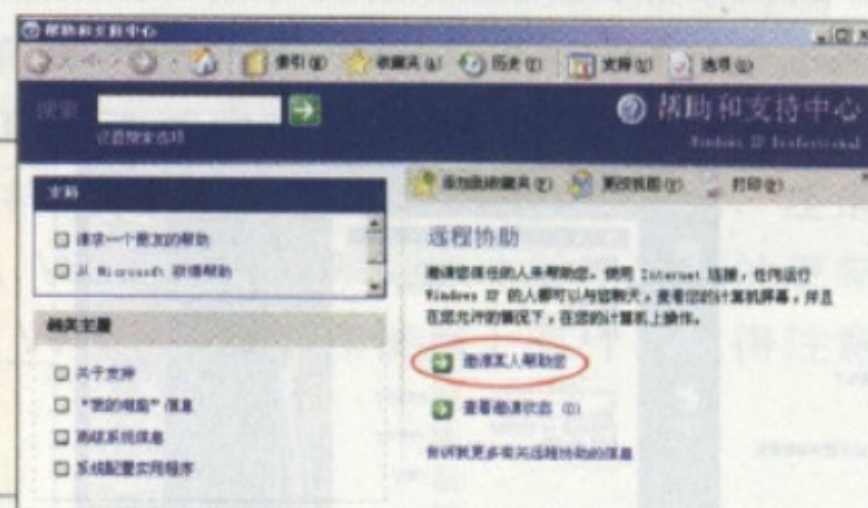 帮助和支持中心
索引(I) 收藏夹(A) 历史(Y) 支持(U) 选项(O)
搜索
设置搜索选项
帮助和支持中心
Windows XP Professional
支持
请求一个朋友的帮助
从 Microsoft 获得帮助
相关主题
关于支持
“我的电脑”信息
高级系统信息
系统配置实用程序
添加到收藏夹(F) 更改视图(C) 打印(P)...
远程协助
邀请您信任的人来帮助您。使用 Internet 连接，任何运行
Windows XP 的人都可以与您聊天，查看您的计算机屏幕，并且
在您允许的情况下，在您的计算机上操作。
邀请某人帮助您
查看邀请状态 (0)
告诉我更多有关远程协助的信息